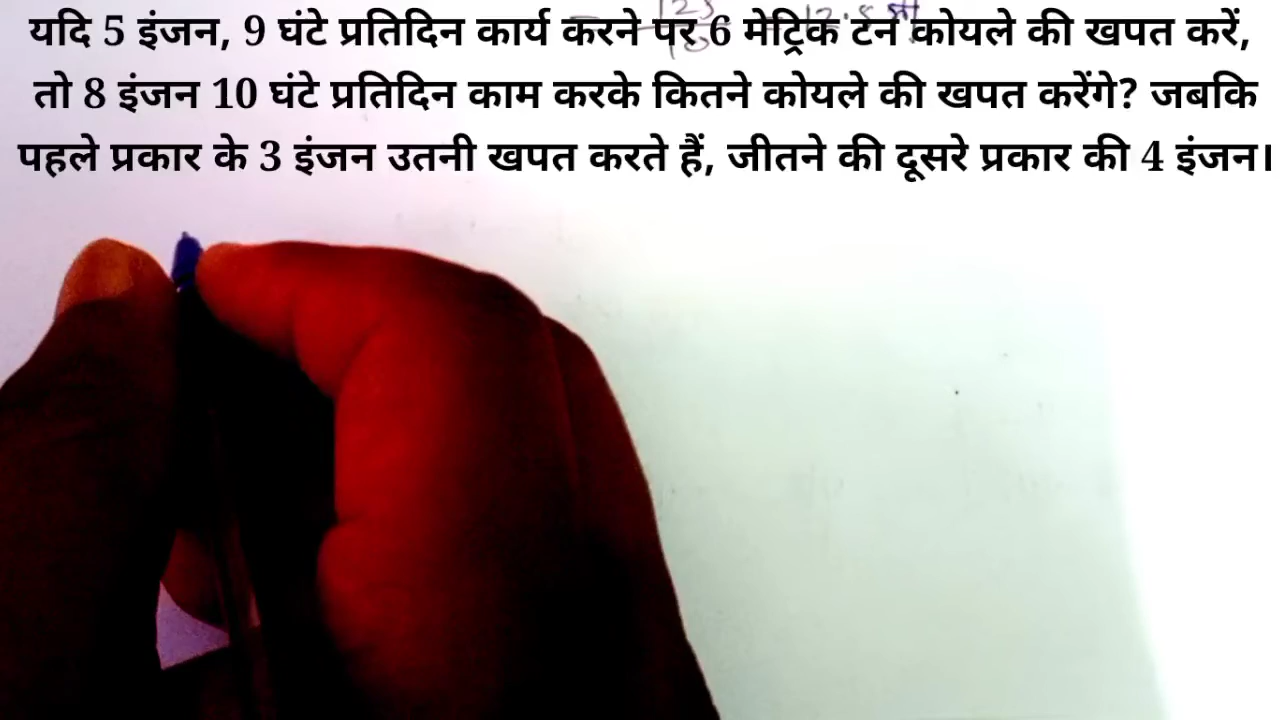 यदि 5 इंजन, 9 घंटे प्रतिदिन कार्य करने पर 6 मेट्रिक टन कोयले की खपत करें,
तो 8 इंजन 10 घंटे प्रतिदिन काम करके कितने कोयले की खपत करेंगे? जबकि
पहले प्रकार के 3 इंजन उतनी खपत करते हैं, जीतने की दूसरे प्रकार की 4 इंजन।